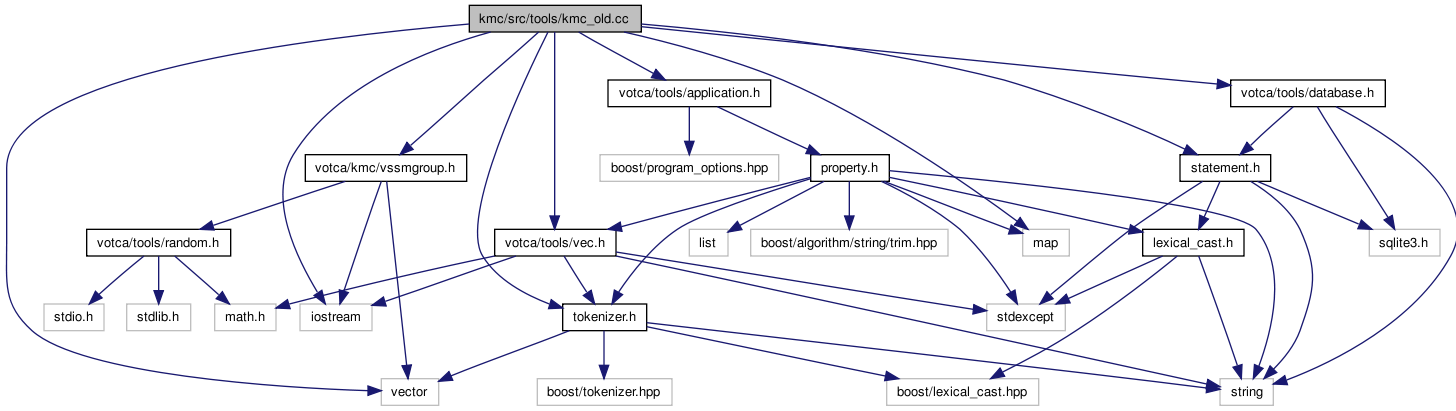 kmc/src/tools/kmc_old.cc
votca/tools/application.h
votca/tools/database.h
votca/kmc/vssmgroup.h
boost/program_options.hpp
property.h
statement.h
votca/tools/random.h
votca/tools/vec.h
list
boost/algorithm/string/trim.hpp
map
lexical_cast.h
sqlite3.h
stdio.h
stdlib.h
math.h
iostream
tokenizer.h
stdexcept
vector
boost/tokenizer.hpp
boost/lexical_cast.hpp
string